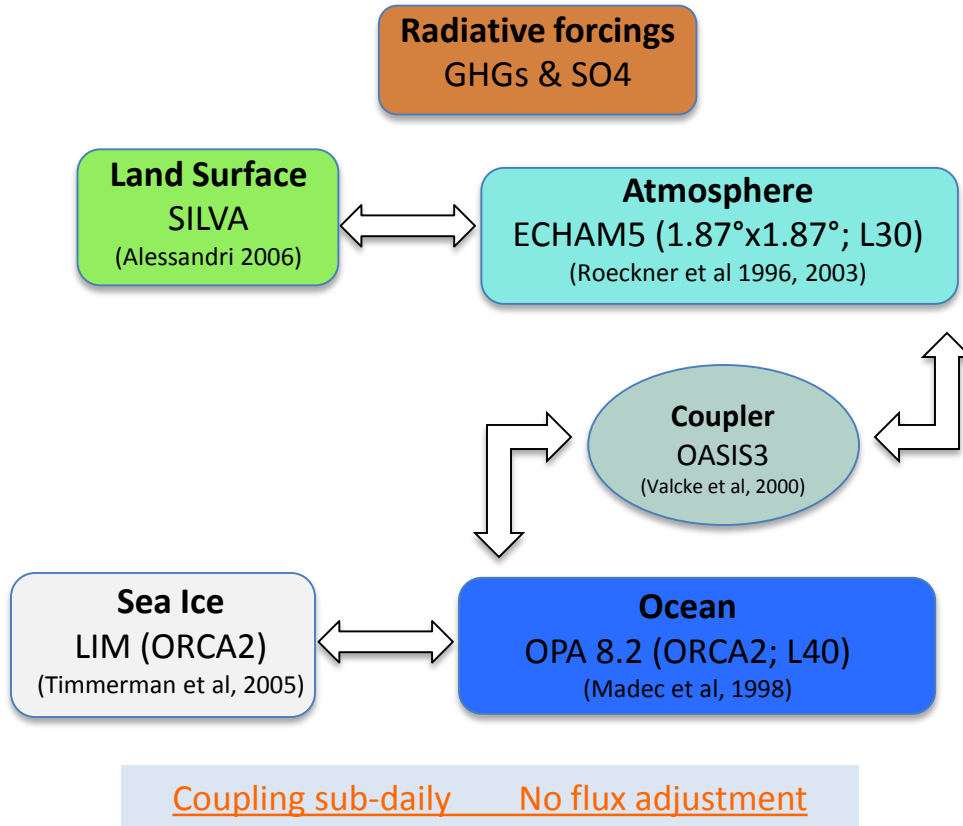 Radiative forcings
GHGs & SO4
Land Surface
SILVA
(Alessandri 2006)
Atmosphere
ECHAM5 (1.87°x1.87°; L30)
(Roeckner et al 1996, 2003)
Coupler
OASIS3
(Valcke et al, 2000)
Sea Ice
LIM (ORCA2)
(Timmerman et al, 2005)
Ocean
OPA 8.2 (ORCA2; L40)
(Madec et al, 1998)
Coupling sub-daily No flux adjustment